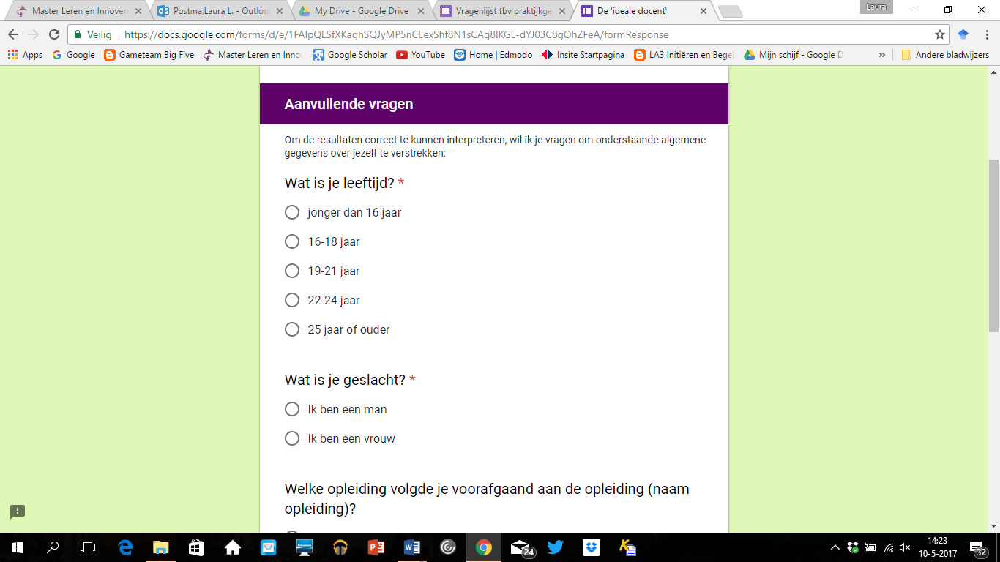 Master Leren en Innovere
Postma,Laura L. - Outloo
My Drive - Google Drive
Vragenlijst tbv praktijkge
De 'ideale docent'
Laura
Veilig
https://docs.google.com/forms/d/e/1FAIpQLSfXKaghSQJyMP5nCEexShf8N1sCAg8lKGL-dYJ03C8gOhZFeA/formResponse
Apps
Google
Gameteam Big Five
Master Leren en Inno
Google Scholar
YouTube
Home | Edmodo
Insite Startpagina
LA3 Initiëren en Bege
Mijn schijf - Google D
»
Andere bladwijzers
Aanvullende vragen
Om de resultaten correct te kunnen interpreteren, wil ik je vragen om onderstaande algemene
gegevens over jezelf te verstrekken:
Wat is je leeftijd? *
jonger dan 16 jaar
16-18 jaar
19-21 jaar
22-24 jaar
25 jaar of ouder
Wat is je geslacht? *
Ik ben een man
Ik ben een vrouw
Welke opleiding volgde je voorafgaand aan de opleiding (naam
opleiding)?
24
14:23
10-5-2017
32